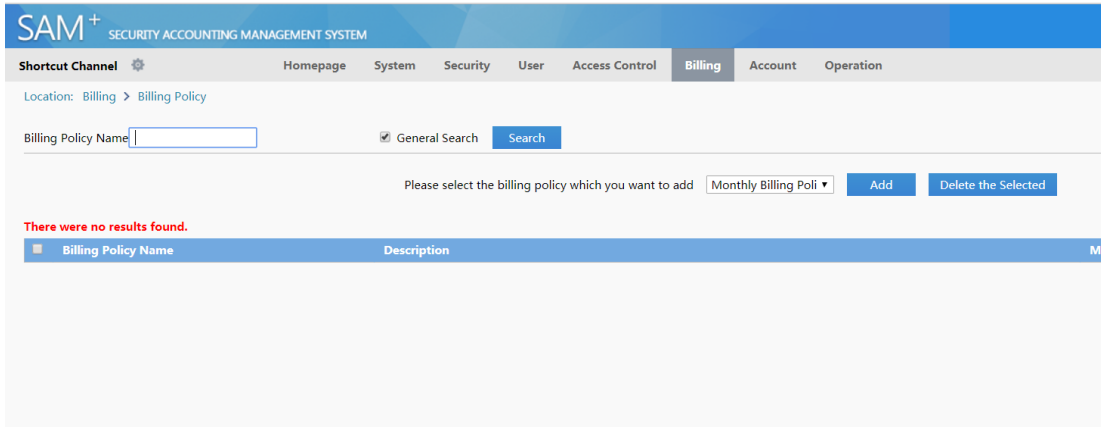 SAM+ SECURITY ACCOUNTING MANAGEMENT SYSTEM
Shortcut Channel Homepage System Security User Access Control Billing Account Operation
Location: Billing > Billing Policy
Billing Policy Name General Search Search
Please select the billing policy which you want to add Monthly Billing Poli Add Delete the Selected
There were no results found.
Billing Policy Name Description M